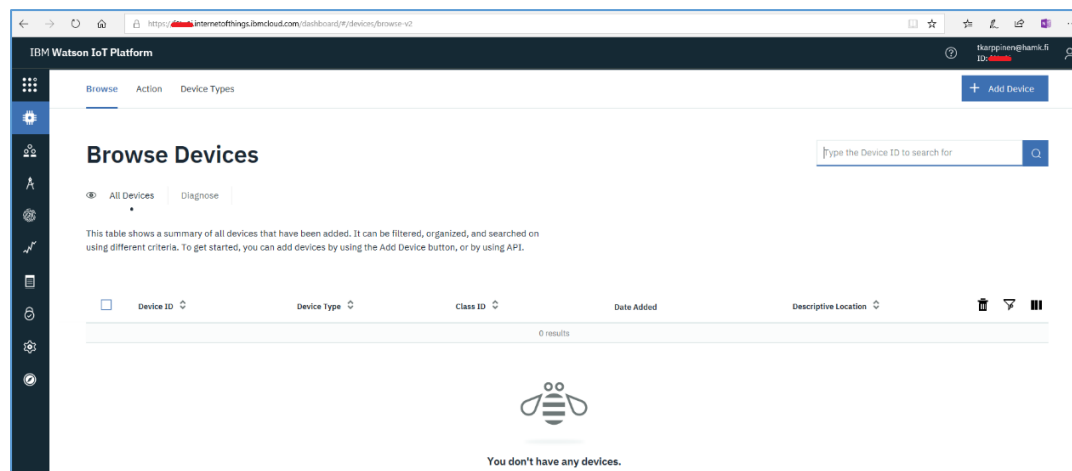 https://internetofthings.ibmcloud.com/dashboard/#/devices/browse-v2
IBM Watson IoT Platform
tkarppinen@hamk.fi
ID:
Browse Action Device Types
+ Add Device
Browse Devices
Type the Device ID to search for
All Devices Diagnose
This table shows a summary of all devices that have been added. It can be filtered, organized, and searched on
using different criteria. To get started, you can add devices by using the Add Device button, or by using API.
Device ID Device Type Class ID Date Added Descriptive Location
0 results
You don't have any devices.